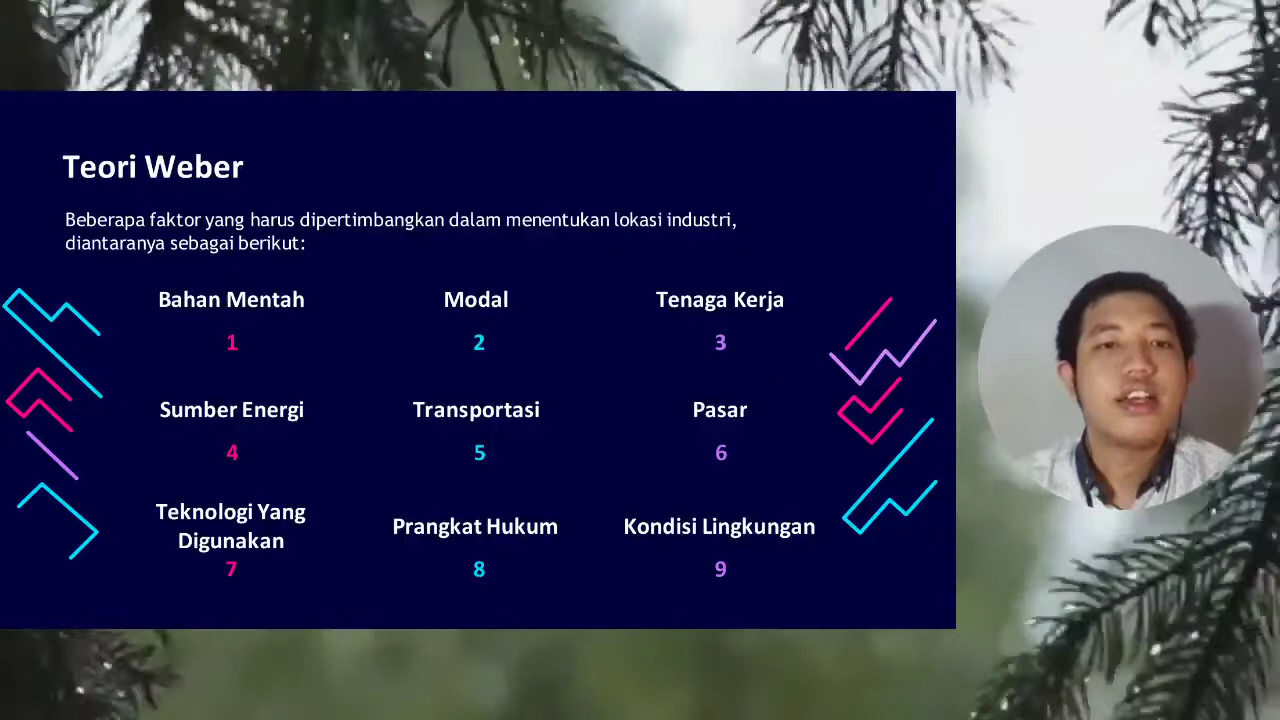 Teori Weber
Beberapa faktor yang harus dipertimbangkan dalam menentukan lokasi industri,
diantaranya sebagai berikut:
Bahan Mentah
1
Modal
2
Tenaga Kerja
3
Sumber Energi
4
Transportasi
5
Pasar
6
Teknologi Yang
Digunakan
7
Prangkat Hukum
8
Kondisi Lingkungan
9